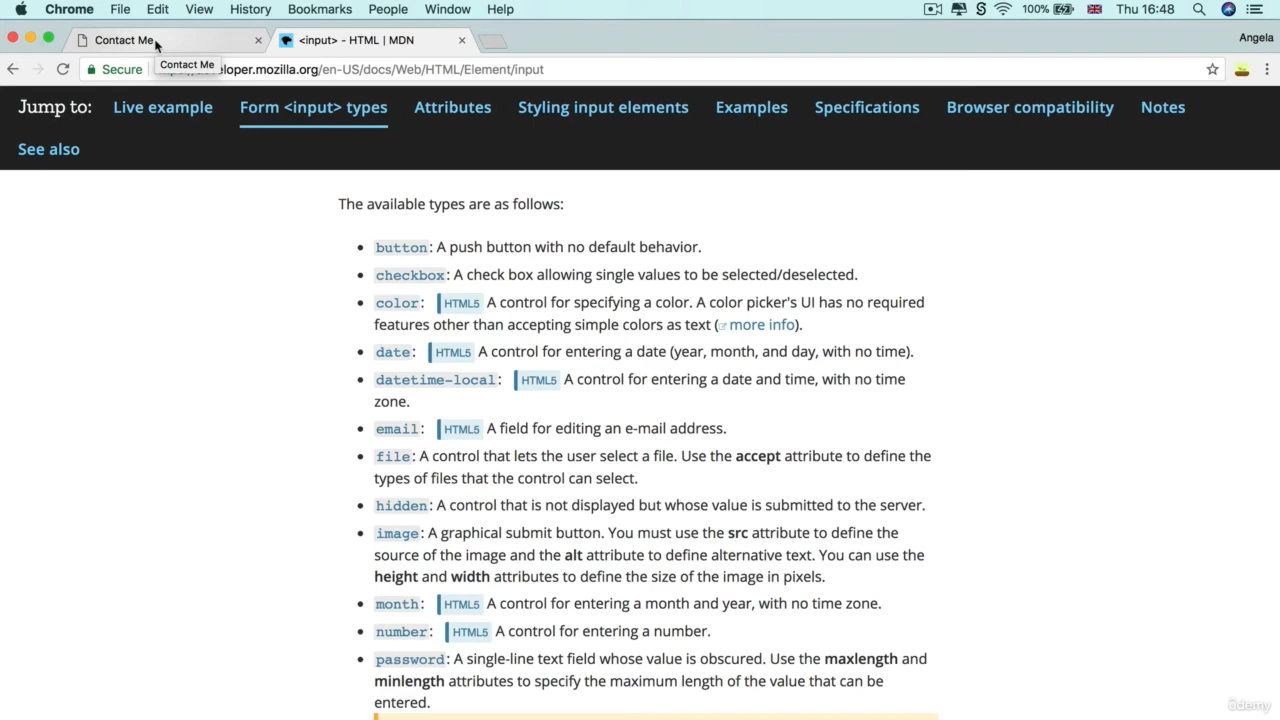 Chrome File Edit View History Bookmarks People Window Help 100% Thu 16:48
Contact Me <input> - HTML | MDN Angela
Contact Me
Secure eloper.mozilla.org/en-US/docs/Web/HTML/Element/input
Jump to: Live example Form <input> types Attributes Styling input elements Examples Specifications Browser compatibility Notes
See also
The available types are as follows:
button: A push button with no default behavior.
checkbox: A check box allowing single values to be selected/deselected.
color: HTML5 A control for specifying a color. A color picker's UI has no required
features other than accepting simple colors as text (more info).
date: HTML5 A control for entering a date (year, month, and day, with no time).
datetime-local: HTML5 A control for entering a date and time, with no time
zone.
email: HTML5 A field for editing an e-mail address.
file: A control that lets the user select a file. Use the accept attribute to define the
types of files that the control can select.
hidden: A control that is not displayed but whose value is submitted to the server.
image: A graphical submit button. You must use the src attribute to define the
source of the image and the alt attribute to define alternative text. You can use the
height and width attributes to define the size of the image in pixels.
month: HTML5 A control for entering a month and year, with no time zone.
number: HTML5 A control for entering a number.
password: A single-line text field whose value is obscured. Use the maxlength and
minlength attributes to specify the maximum length of the value that can be
entered.
ûdemy